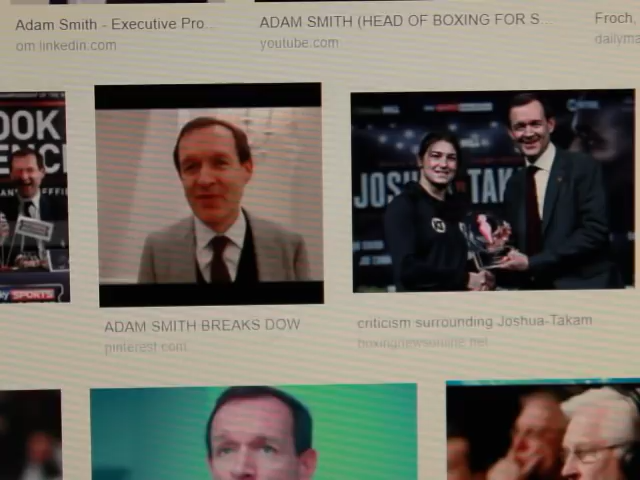 Adam Smith - Executive Pro...
om linkedin.com
ADAM SMITH (HEAD OF BOXING FOR S...
youtube.com
Froch,
dailyma
OOK
ENCE
sky SPORTS
JOSHUA TAK
ADAM SMITH BREAKS DOW
pinterest.com
criticism surrounding Joshua-Takam
boxingnewsonline.net